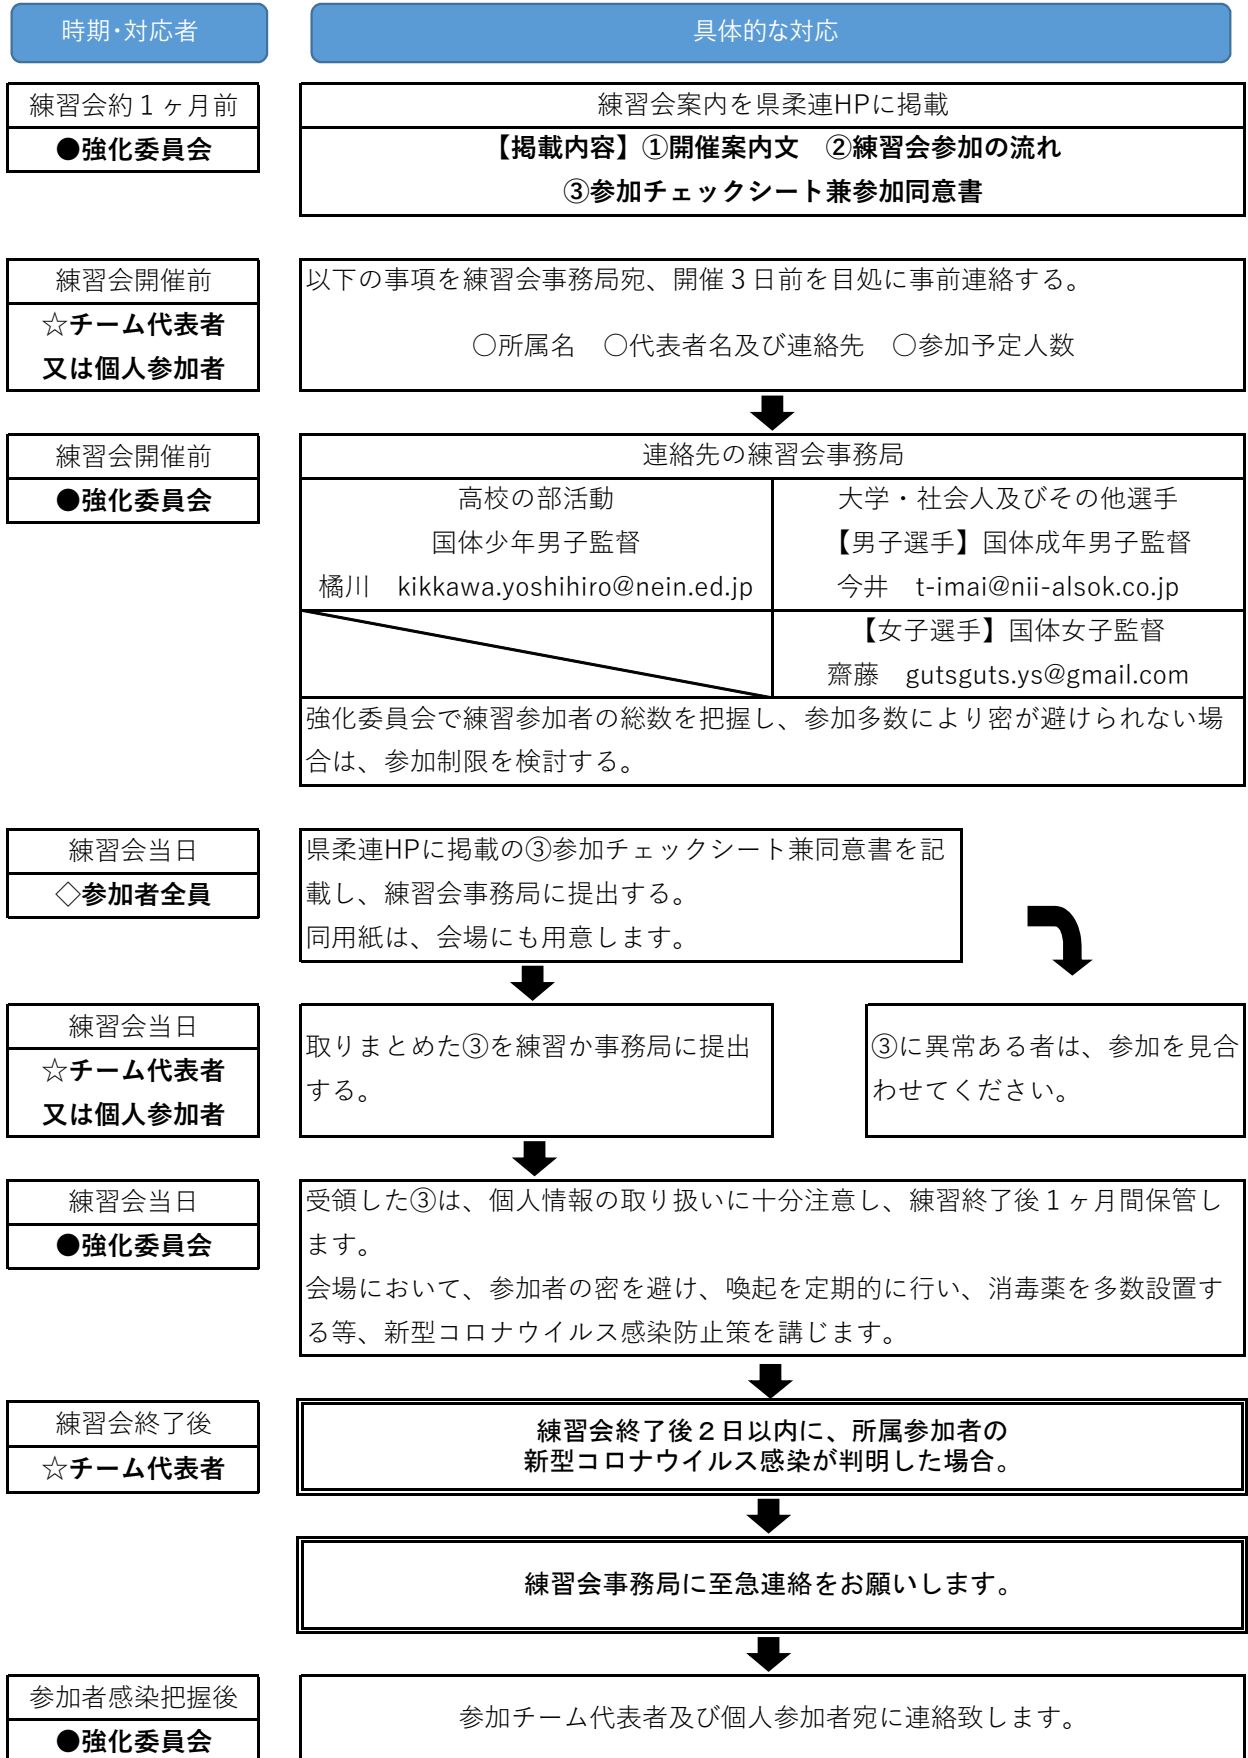 時期・対応者
具体的な対応
練習会約１ヶ月前
●強化委員会
練習会案内を県柔連HPに掲載
【掲載内容】①開催案内文　②練習会参加の流れ
③参加チェックシート兼参加同意書
練習会開催前
☆チーム代表者
又は個人参加者
以下の事項を練習会事務局宛、開催３日前を目処に事前連絡する。
○所属名　○代表者名及び連絡先　○参加予定人数
練習会開催前
●強化委員会
連絡先の練習会事務局
高校の部活動
国体少年男子監督
橘川　kikkawa.yoshihiro@nein.ed.jp
大学・社会人及びその他選手
【男子選手】国体成年男子監督
今井　t-imai@nii-alsok.co.jp
【女子選手】国体女子監督
齋藤　gutsguts.ys@gmail.com
強化委員会で練習参加者の総数を把握し、参加多数により密が避けられない場
合は、参加制限を検討する。
練習会当日
◇参加者全員
県柔連HPに掲載の③参加チェックシート兼同意書を記
載し、練習会事務局に提出する。
同用紙は、会場にも用意します。
練習会当日
☆チーム代表者
又は個人参加者
取りまとめた③を練習か事務局に提出
する。
③に異常ある者は、参加を見合
わせてください。
練習会当日
●強化委員会
受領した③は、個人情報の取り扱いに十分注意し、練習終了後１ヶ月間保管し
ます。
会場において、参加者の密を避け、喚起を定期的に行い、消毒薬を多数設置す
る等、新型コロナウイルス感染防止策を講じます。
練習会終了後
☆チーム代表者
練習会終了後２日以内に、所属参加者の
新型コロナウイルス感染が判明した場合。
練習会事務局に至急連絡をお願いします。
参加者感染把握後
●強化委員会
参加チーム代表者及び個人参加者宛に連絡致します。